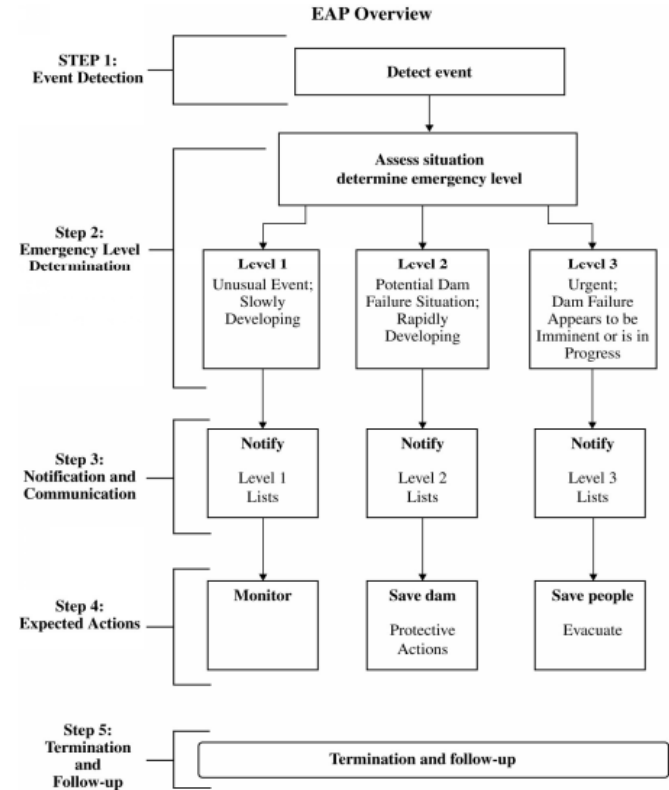 EAP Overview
STEP 1:
Event Detection
Detect event
Assess situation
determine emergency level
Step 2:
Emergency Level
Determination
Level 1
Unusual Event;
Slowly
Developing
Level 2
Potential Dam
Failure Situation;
Rapidly
Developing
Level 3
Urgent;
Dam Failure
Appears to be
Imminent or is in
Progress
Step 3:
Notification and
Communication
Notify
Level 1
Lists
Notify
Level 2
Lists
Notify
Level 3
Lists
Step 4:
Expected Actions
Monitor
Save dam
Protective
Actions
Save people
Evacuate
Step 5:
Termination
and
Follow-up
Termination and follow-up